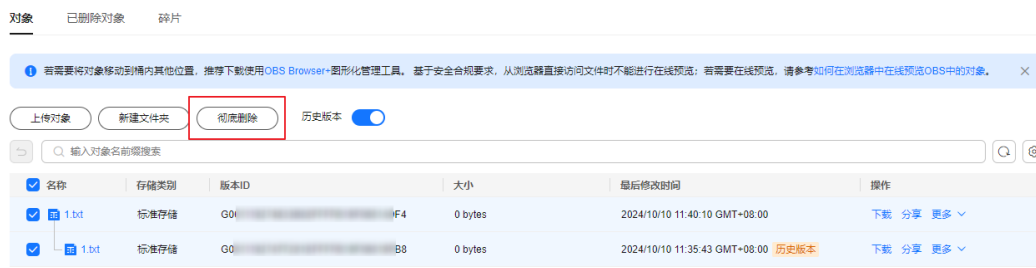 对象 已删除对象 碎片
若需要将对象移动到桶内其他位置，推荐下载使用OBS Browser+图形化管理工具。 基于安全合规要求，从浏览器直接访问文件时不能进行在线预览；若需要在线预览，请参考如何在浏览器中在线预览OBS中的对象。
上传对象 新建文件夹 彻底删除 历史版本
输入对象名前缀搜索
名称 存储类别 版本ID 大小 最后修改时间 操作
1.txt 标准存储 0 bytes 2024/10/10 11:40:10 GMT+08:00 下载 分享 更多
1.txt 标准存储 0 bytes 2024/10/10 11:35:43 GMT+08:00 历史版本 下载 分享 更多